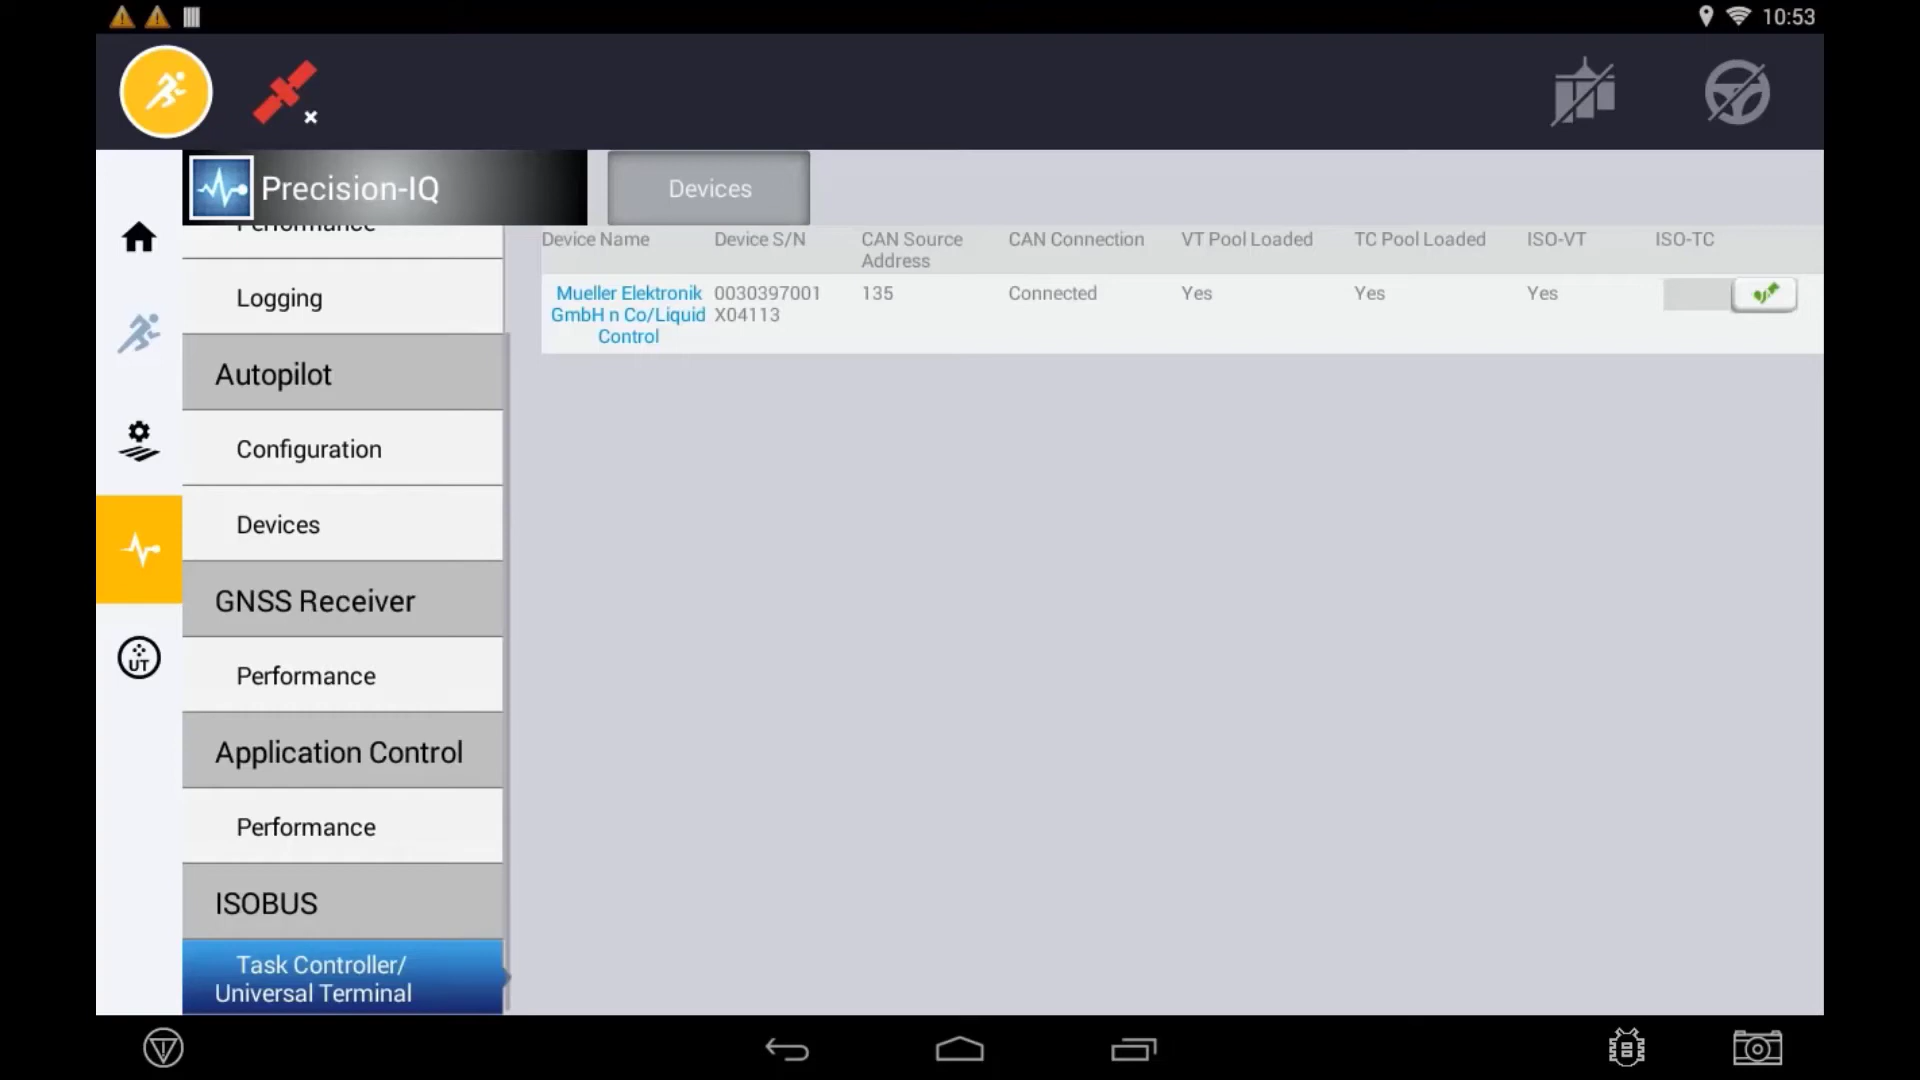 10:53
Precision-IQ
Devices
Performance
Logging
Autopilot
Configuration
Devices
GNSS Receiver
Performance
Application Control
Performance
ISOBUS
Task Controller/
Universal Terminal
UT
Device Name Device S/N CAN Source CAN Connection VT Pool Loaded TC Pool Loaded ISO-VT ISO-TC
Address
Mueller Elektronik 0030397001 135 Connected Yes Yes Yes
GmbH n Co/Liquid X04113
Control